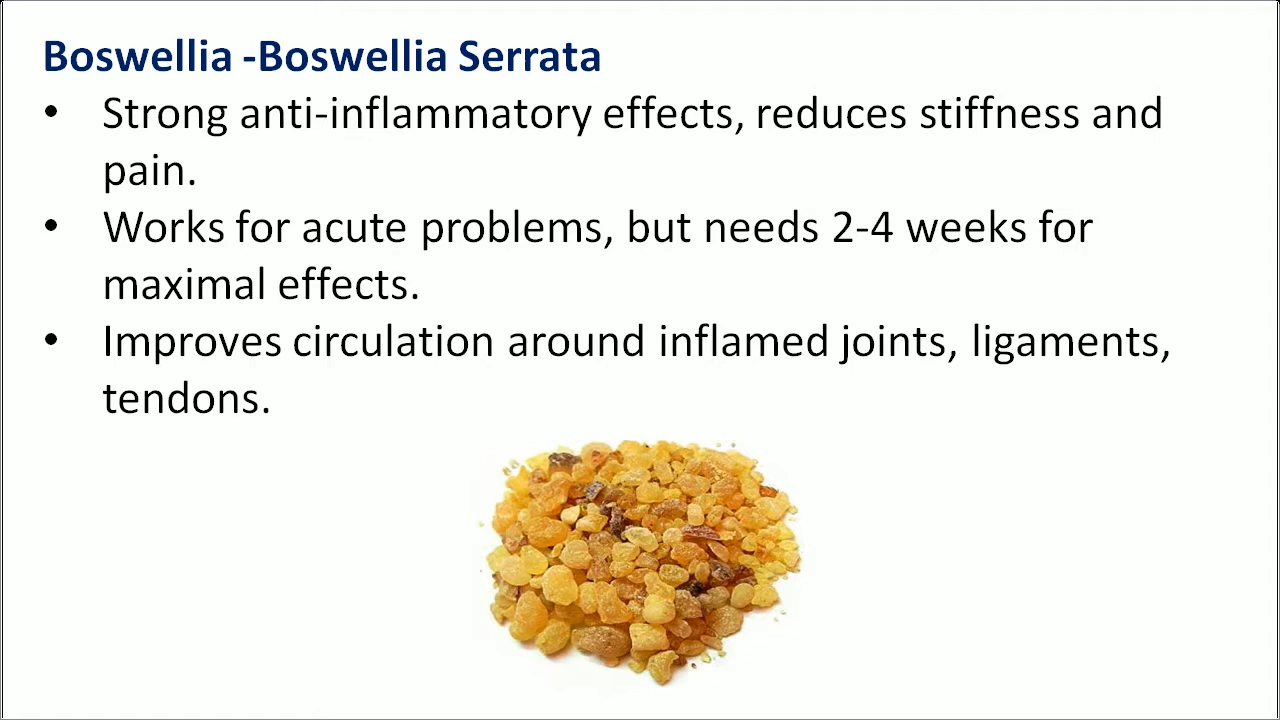 Boswellia -Boswellia Serrata
• Strong anti-inflammatory effects, reduces stiffness and
pain.
• Works for acute problems, but needs 2-4 weeks for
maximal effects.
• Improves circulation around inflamed joints, ligaments,
tendons.